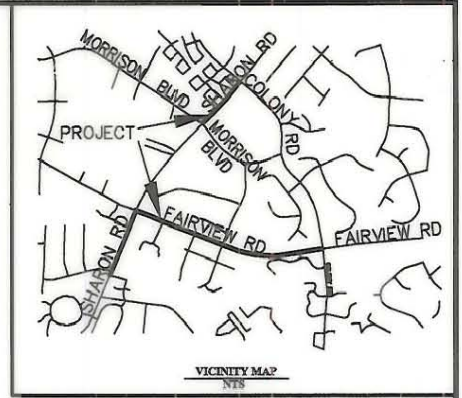 MORRISON
BLVD
SHARON RD
COLONY
RD
PROJECT
MORRISON
BLVD
FAIRVIEW RD
FAIRVIEW RD
SHARON RD
VICINITY MAP
NTS